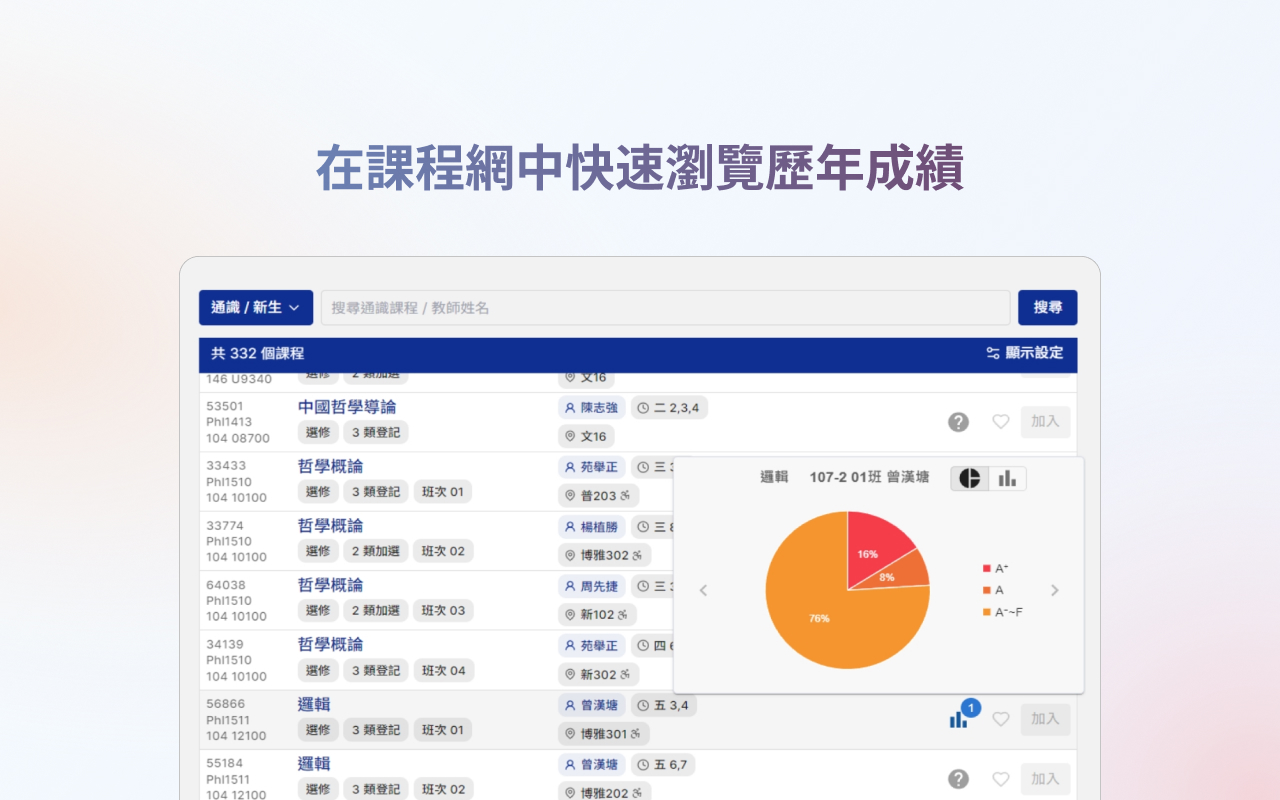 在課程網中快速瀏覽歷年成績
通識 / 新生
搜尋通識課程 / 教師姓名
搜尋
共 332 個課程
顯示設定
146 U9340
選修
2 類加選
文16
53501
Phl1413
104 08700
中國哲學導論
選修
3 類登記
陳志強
二 2,3,4
文16
加入
33433
Phl1510
104 10100
哲學概論
選修
3 類登記
班次 01
苑舉正
三
普203
33774
Phl1510
104 10100
哲學概論
選修
2 類加選
班次 02
楊植勝
三
博雅302
64038
Phl1510
104 10100
哲學概論
選修
2 類加選
班次 03
周先捷
三
新102
34139
Phl1510
104 10100
哲學概論
選修
3 類登記
班次 04
苑舉正
四
新302
邏輯 107-2 01班 曾漢塘
16%
8%
76%
A⁺
A
A⁻~F
56866
Phl1511
104 12100
邏輯
選修
3 類登記
班次 01
曾漢塘
五 3,4
博雅301
1
加入
55184
Phl1511
104 12100
邏輯
選修
3 類登記
班次 02
曾漢塘
五 6,7
博雅202
?
加入